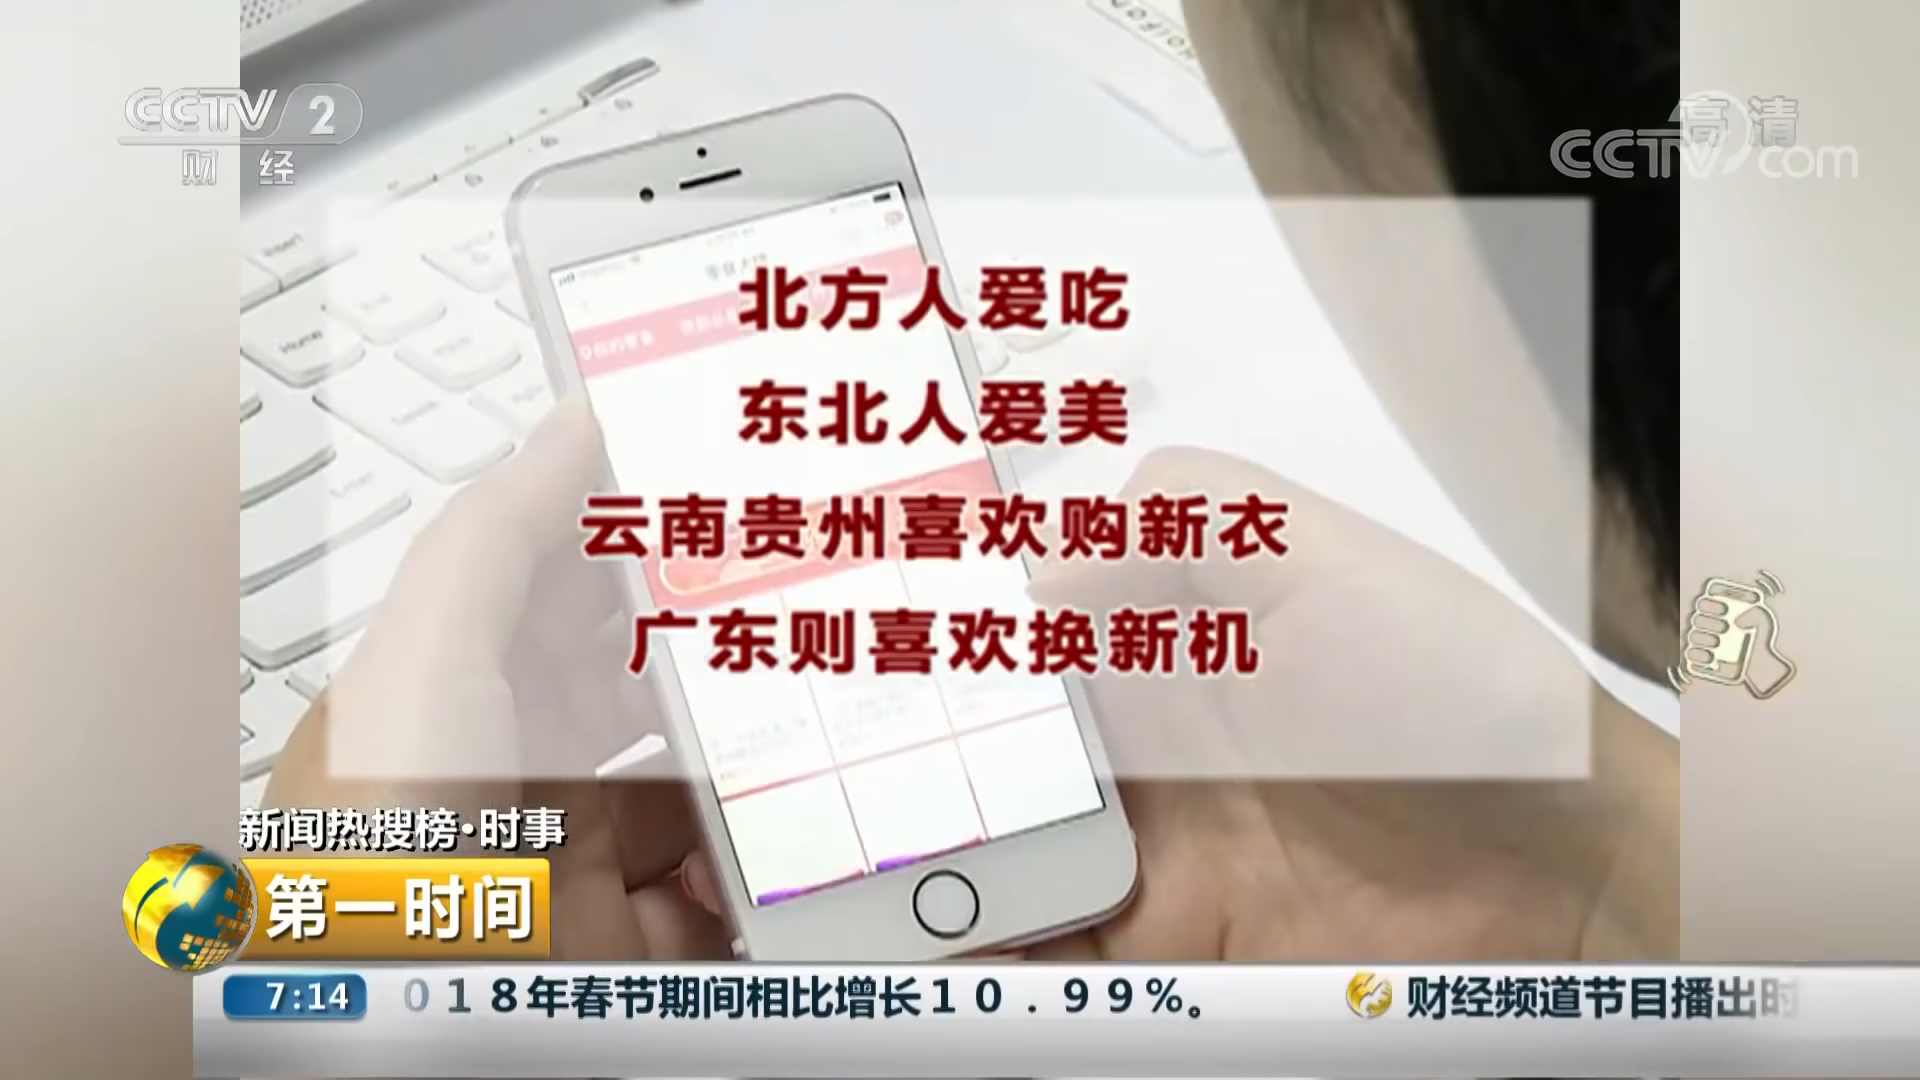 CCTV 2
财经
高清
CCTV.com
北方人爱吃
东北人爱美
云南贵州喜欢购新衣
广东则喜欢换新机
新闻热搜榜·时事
第一时间
7:14
018年春节期间相比增长10.99%。
财经频道节目播出时
Home